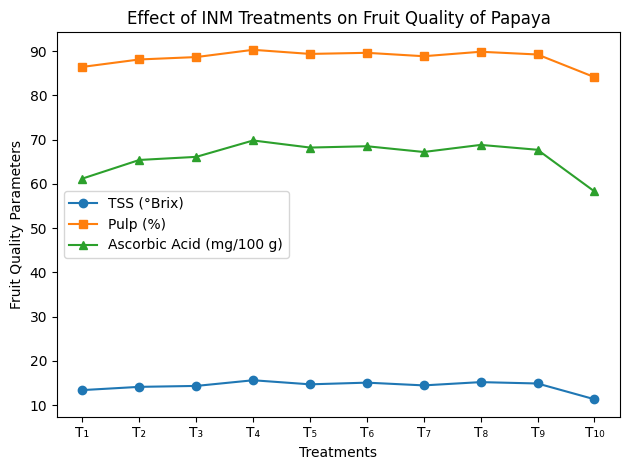 Effect of INM Treatments on Fruit Quality of Papaya
Fruit Quality Parameters
90
80
70
60
50
40
30
20
10
TSS (°Brix)
Pulp (%)
Ascorbic Acid (mg/100 g)
T₁ T₂ T₃ T₄ T₅ T₆ T₇ T₈ T₉ T₁₀
Treatments